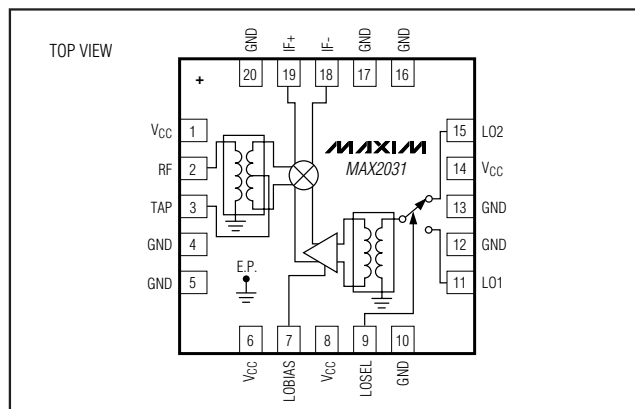 TOP VIEW
GND
IF+
IF-
GND
GND
20
19
18
17
16
+
VCC
1
RF
2
TAP
3
GND
4
GND
5
MAXIM
MAX2031
15
LO2
14
VCC
13
GND
12
GND
11
LO1
E.P.
6
7
8
9
10
VCC
LOBIAS
VCC
LOSEL
GND